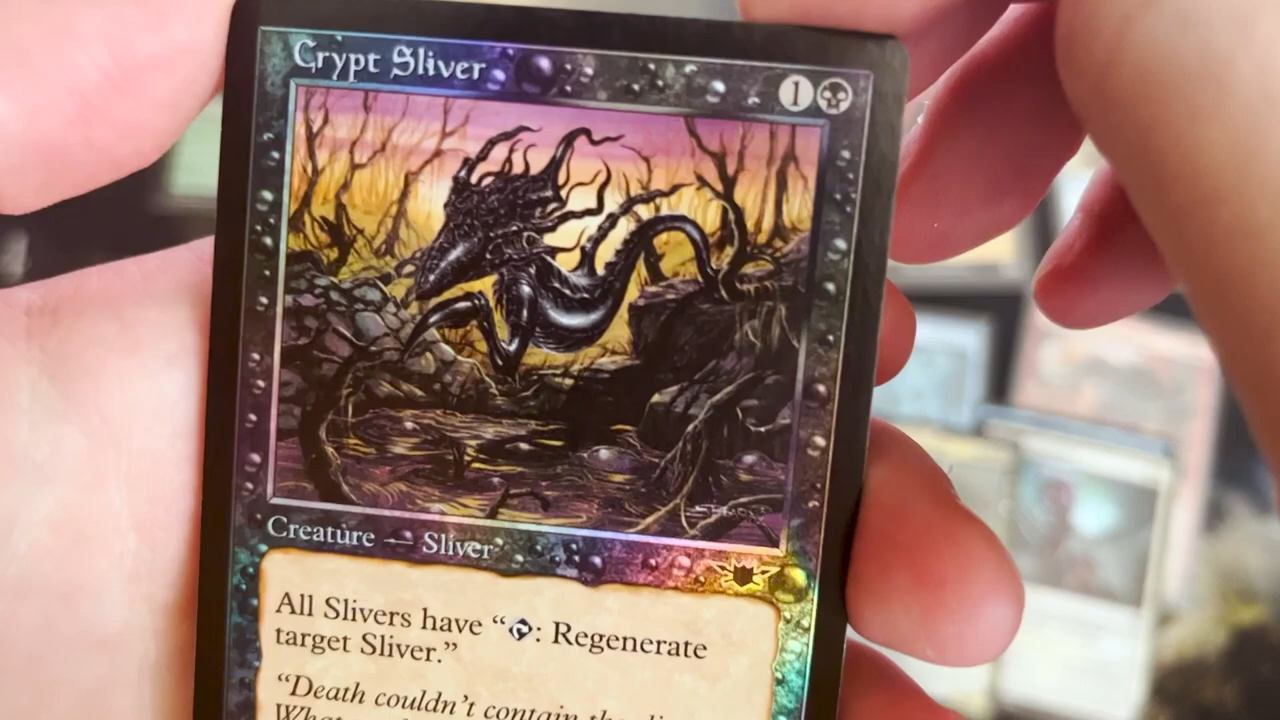 Crypt Sliver
1
Creature — Sliver
All Slivers have “: Regenerate
target Sliver.”
“Death couldn’t contain the